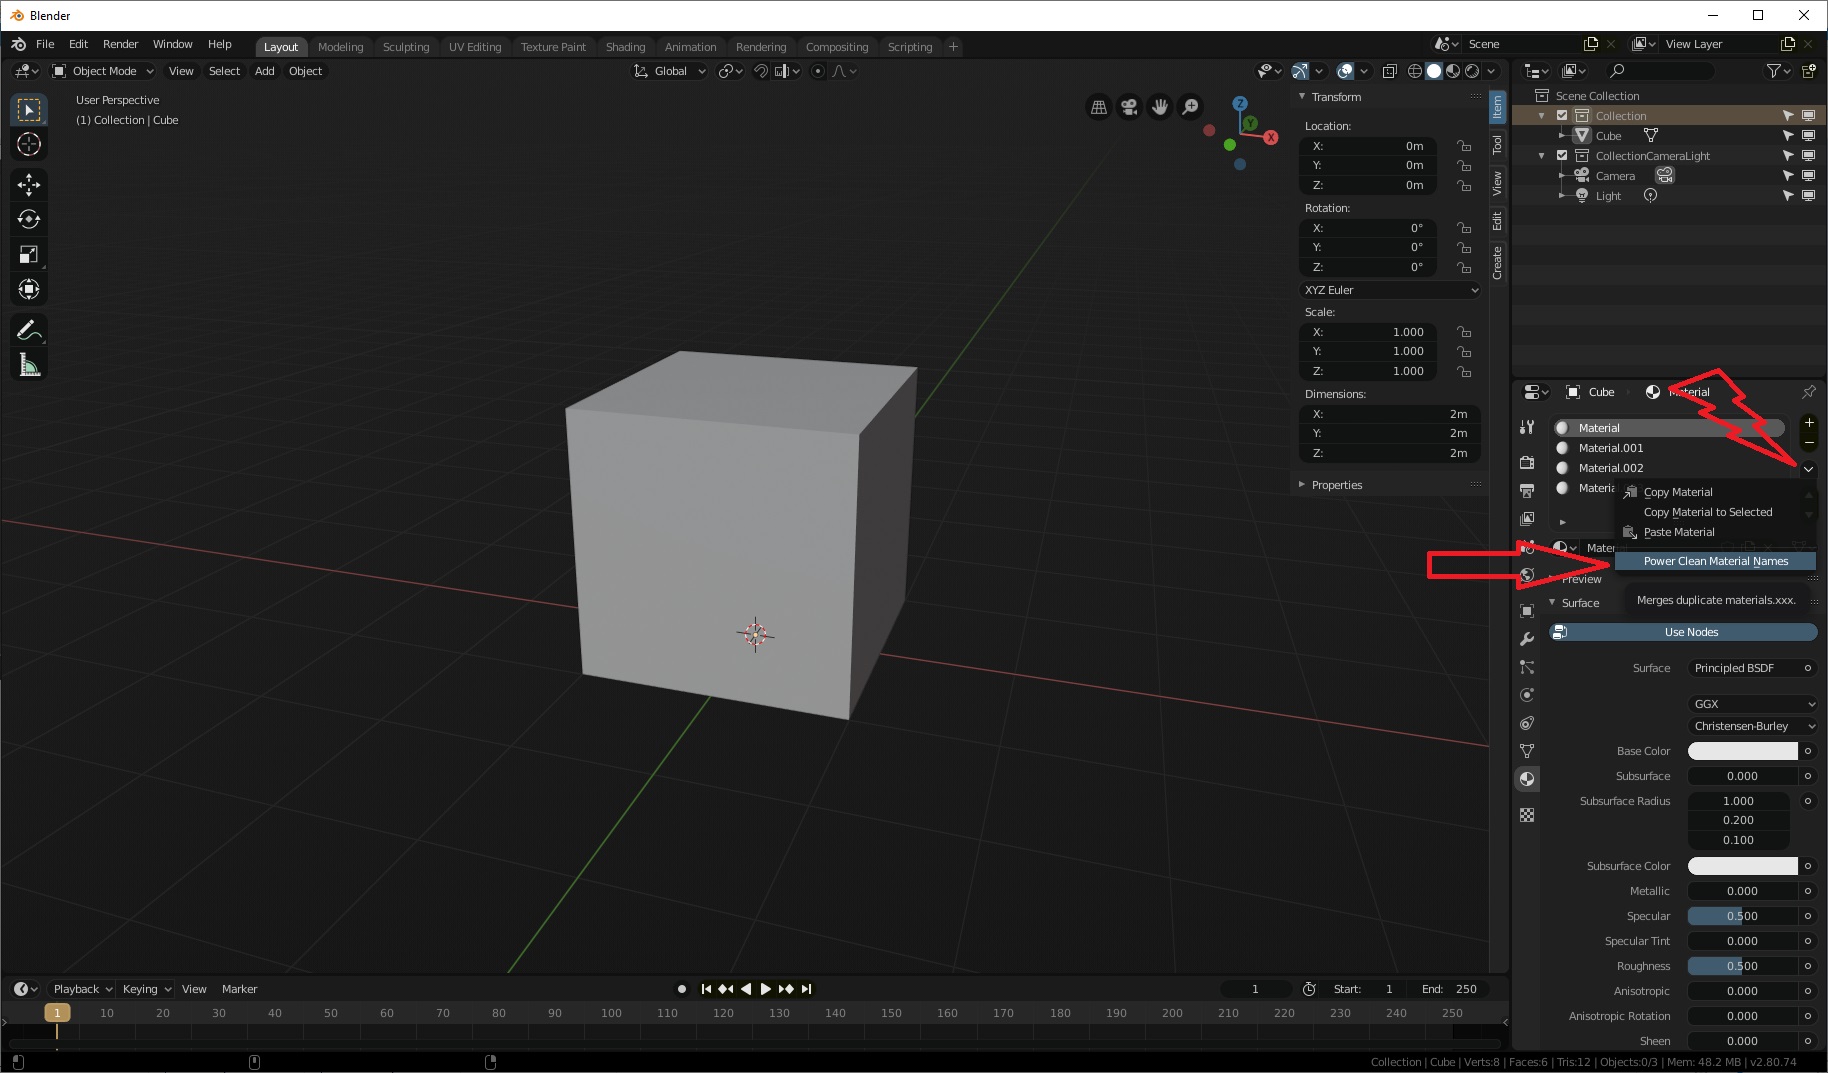 Blender
File Edit Render Window Help
Layout Modeling Sculpting UV Editing Texture Paint Shading Animation Rendering Compositing Scripting +
Scene
View Layer
Object Mode View Select Add Object
Global
User Perspective
(1) Collection | Cube
Z
Y
X
Transform
Location:
X: 0m
Y: 0m
Z: 0m
Rotation:
X: 0°
Y: 0°
Z: 0°
XYZ Euler
Scale:
X: 1.000
Y: 1.000
Z: 1.000
Dimensions:
X: 2m
Y: 2m
Z: 2m
Properties
Item
Tool
View
Edit
Create
Scene Collection
Collection
Cube
CollectionCameraLight
Camera
Light
Cube Material
Material
Material.001
Material.002
Materia
Copy Material
Copy Material to Selected
Paste Material
Mater
Power Clean Material Names
Preview
Merges duplicate materials.xxx.
Surface
Use Nodes
Surface Principled BSDF
GGX
Christensen-Burley
Base Color
Subsurface 0.000
Subsurface Radius 1.000
0.200
0.100
Subsurface Color
Metallic 0.000
Specular 0.500
Specular Tint 0.000
Roughness 0.500
Anisotropic 0.000
Anisotropic Rotation 0.000
Sheen 0.000
Playback Keying View Marker
1 Start: 1 End: 250
1 10 20 30 40 50 60 70 80 90 100 110 120 130 140 150 160 170 180 190 200 210 220 230 240 250
Collection | Cube | Verts:8 | Faces:6 | Tris:12 | Objects:0/3 | Mem: 48.2 MB | v2.80.74